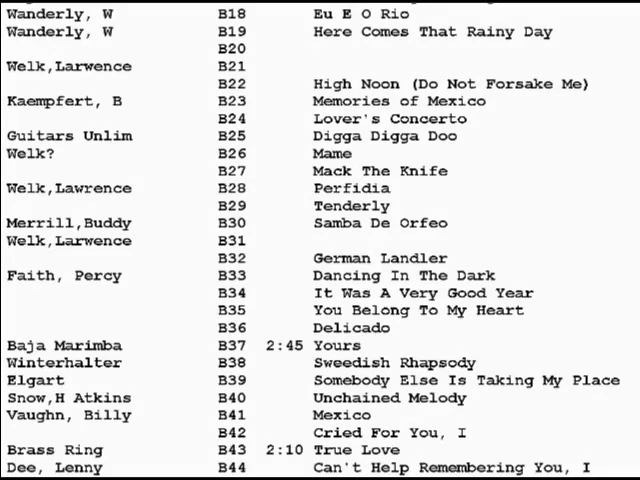 Wanderly, W B18 Eu E O Rio
Wanderly, W B19 Here Comes That Rainy Day
B20
Welk,Larwence B21
B22 High Noon (Do Not Forsake Me)
Kaempfert, B B23 Memories of Mexico
B24 Lover's Concerto
Guitars Unlim B25 Digga Digga Doo
Welk? B26 Mame
B27 Mack The Knife
Welk,Lawrence B28 Perfidia
B29 Tenderly
Merrill,Buddy B30 Samba De Orfeo
Welk,Larwence B31
B32 German Landler
Faith, Percy B33 Dancing In The Dark
B34 It Was A Very Good Year
B35 You Belong To My Heart
B36 Delicado
Baja Marimba B37 2:45 Yours
Winterhalter B38 Sweedish Rhapsody
Elgart B39 Somebody Else Is Taking My Place
Snow,H Atkins B40 Unchained Melody
Vaughn, Billy B41 Mexico
B42 Cried For You, I
Brass Ring B43 2:10 True Love
Dee, Lenny B44 Can't Help Remembering You, I